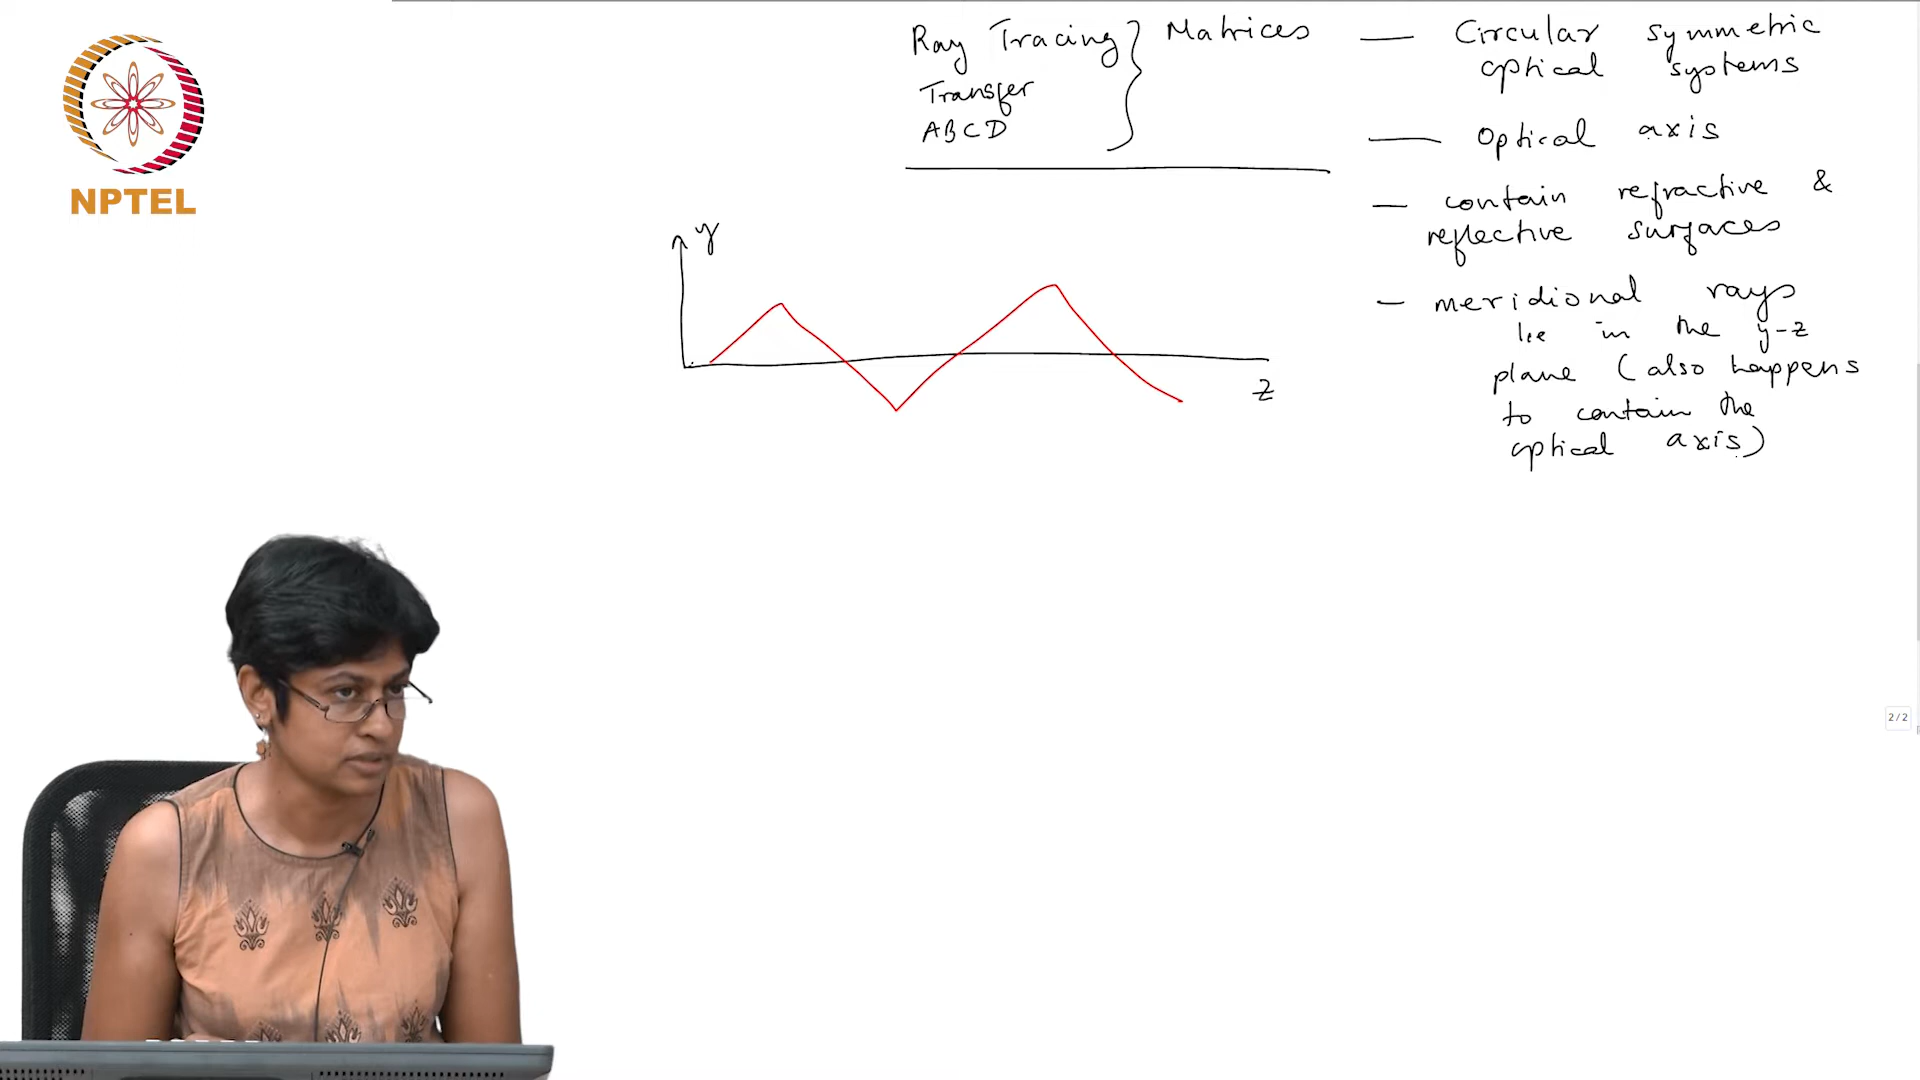 NPTEL
Ray Tracing
Transfer
ABCD
Matrices
y
z
— Circular symmetric
optical systems
— Optical axis
— contain refractive &
reflective surfaces
— meridional rays
lie in the y-z
plane (also happens
to contain the
optical axis)
2/2